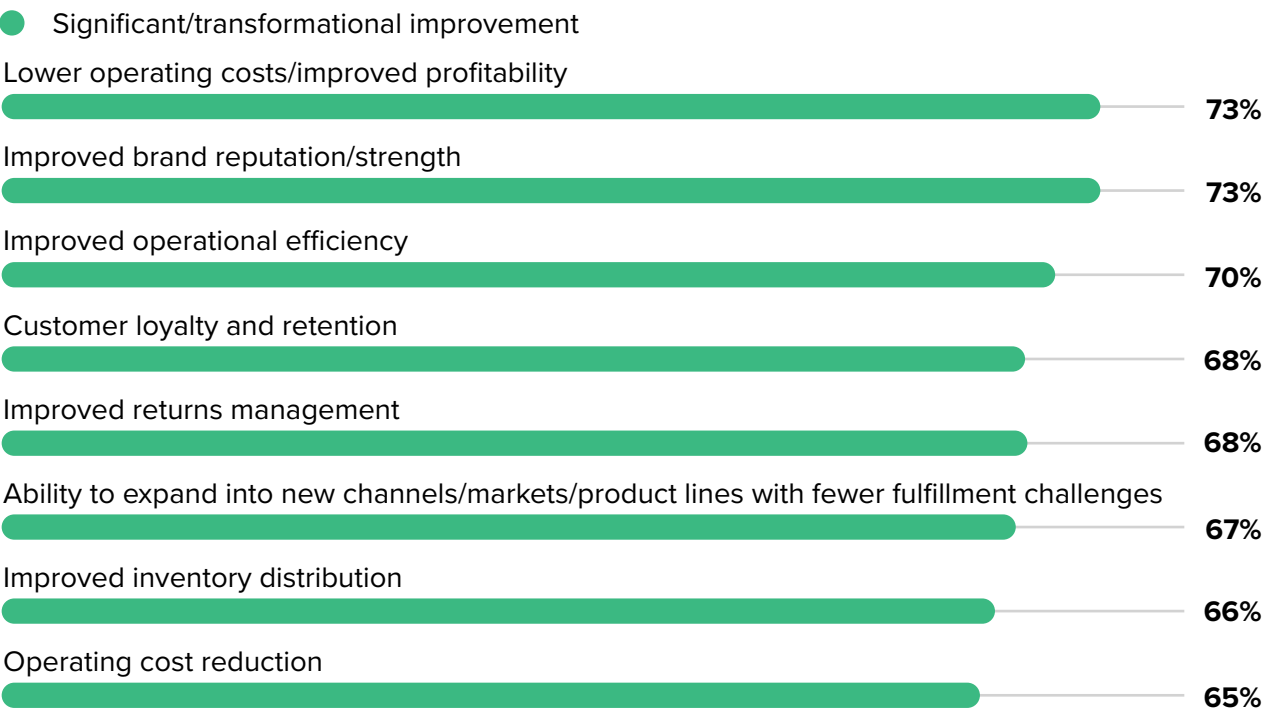 Significant/transformational improvement
Lower operating costs/improved profitability
73%
Improved brand reputation/strength
73%
Improved operational efficiency
70%
Customer loyalty and retention
68%
Improved returns management
68%
Ability to expand into new channels/markets/product lines with fewer fulfillment challenges
67%
Improved inventory distribution
66%
Operating cost reduction
65%